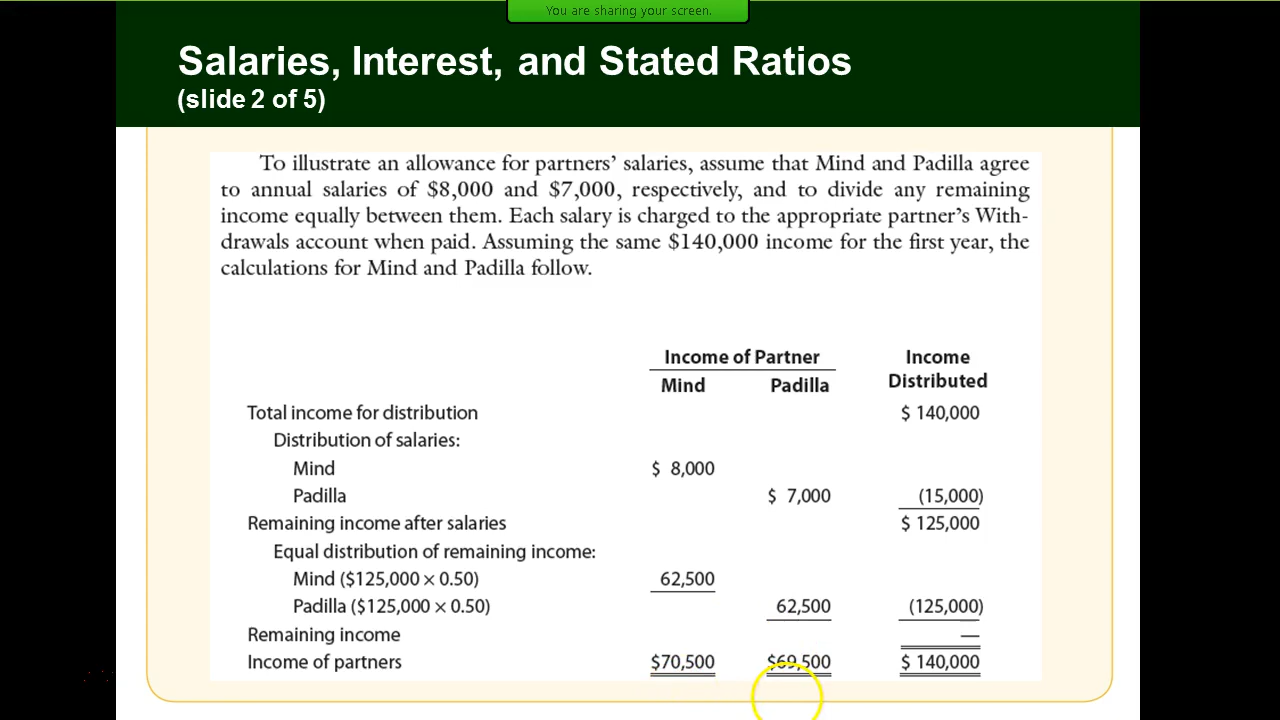 You are sharing your screen.
Salaries, Interest, and Stated Ratios
(slide 2 of 5)
To illustrate an allowance for partners’ salaries, assume that Mind and Padilla agree
to annual salaries of $8,000 and $7,000, respectively, and to divide any remaining
income equally between them. Each salary is charged to the appropriate partner’s With-
drawals account when paid. Assuming the same $140,000 income for the first year, the
calculations for Mind and Padilla follow.
Income of Partner Income
Mind Padilla Distributed
Total income for distribution $ 140,000
Distribution of salaries:
Mind $ 8,000
Padilla $ 7,000 (15,000)
Remaining income after salaries $ 125,000
Equal distribution of remaining income:
Mind ($125,000 × 0.50) 62,500
Padilla ($125,000 × 0.50) 62,500 (125,000)
Remaining income —
Income of partners $70,500 $69,500 $ 140,000